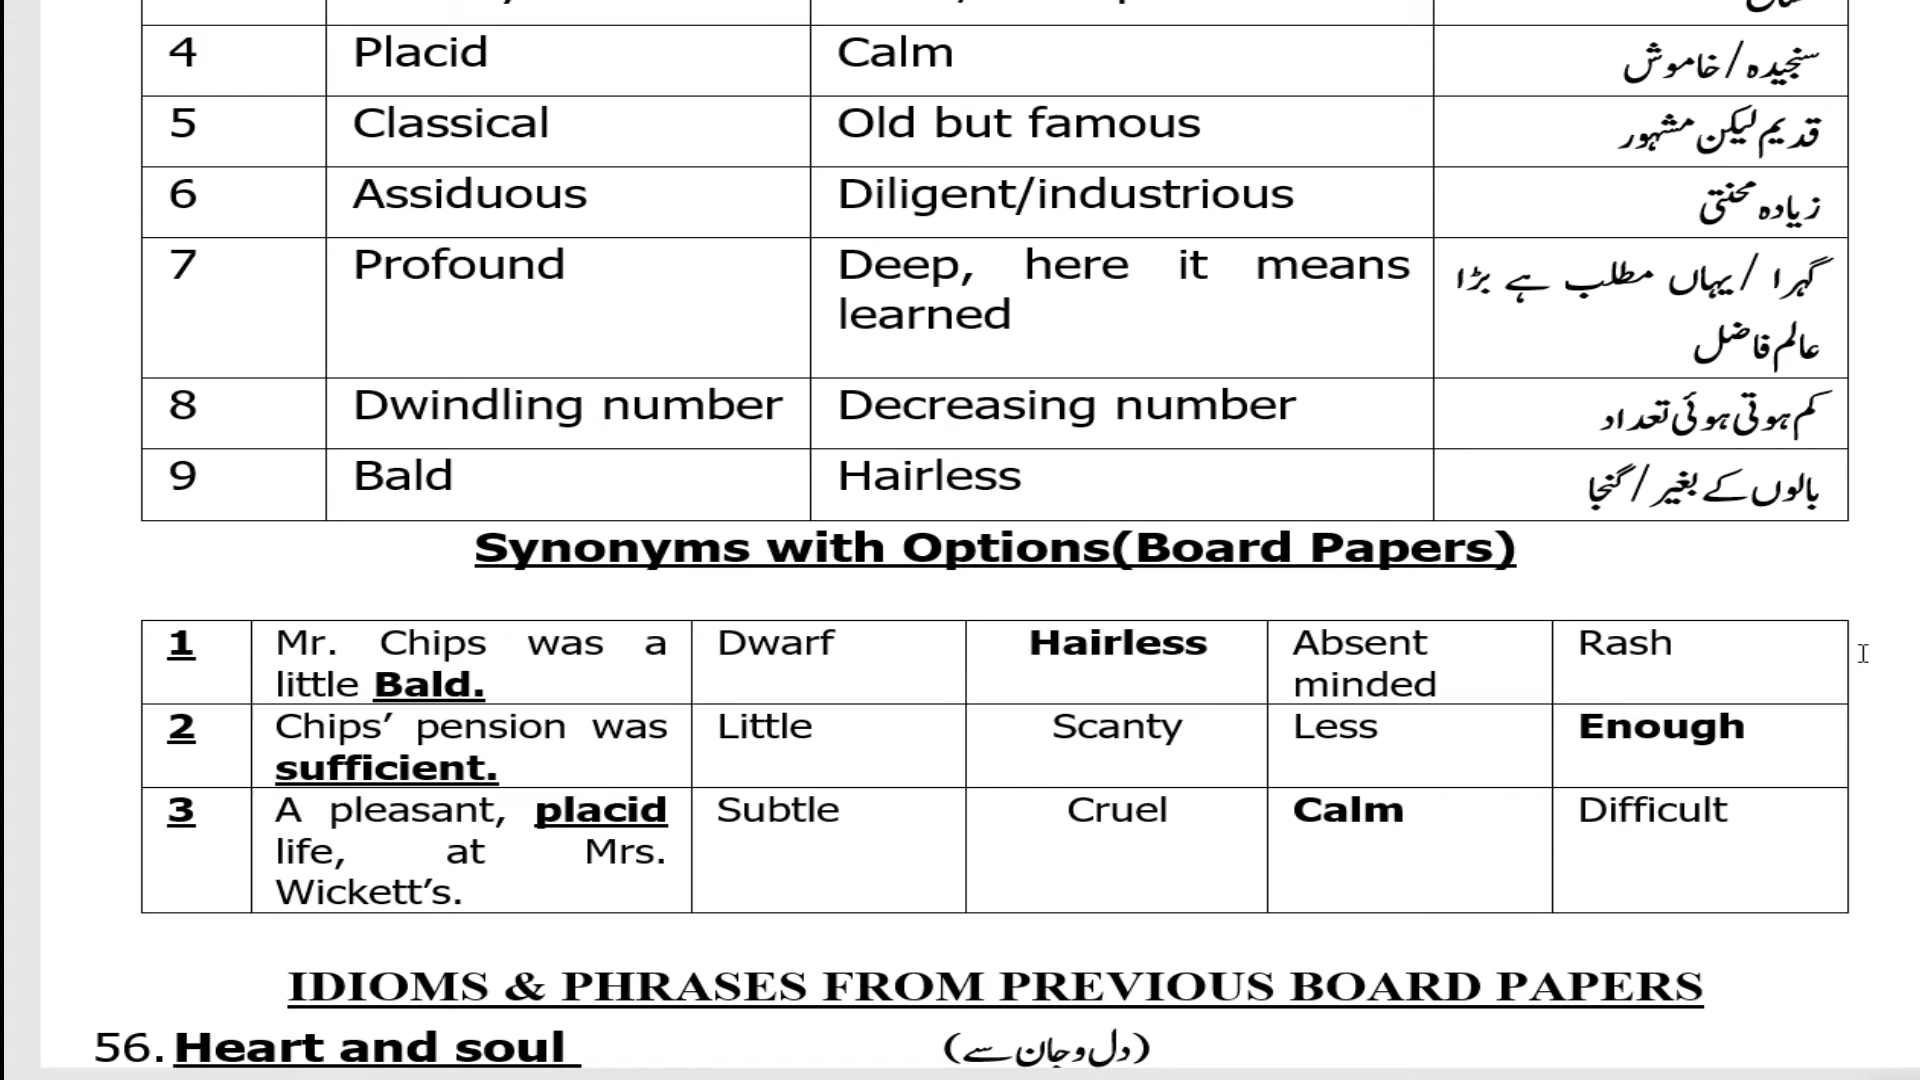 4 Placid Calm سنجیدہ/خاموش
5 Classical Old but famous قدیم لیکن مشہور
6 Assiduous Diligent/industrious زیادہ محنتی
7 Profound Deep, here it means گہرا /یہاں مطلب ہے بڑا
learned عالم فاضل
8 Dwindling number Decreasing number کم ہوتی ہوئی تعداد
9 Bald Hairless بالوں کے بغیر/گنجا
Synonyms with Options(Board Papers)
1 Mr. Chips was a Dwarf Hairless Absent Rash
little Bald. minded
2 Chips’ pension was Little Scanty Less Enough
sufficient.
3 A pleasant, placid Subtle Cruel Calm Difficult
life, at Mrs.
Wickett’s.
IDIOMS & PHRASES FROM PREVIOUS BOARD PAPERS
56. Heart and soul (دل و جان سے)